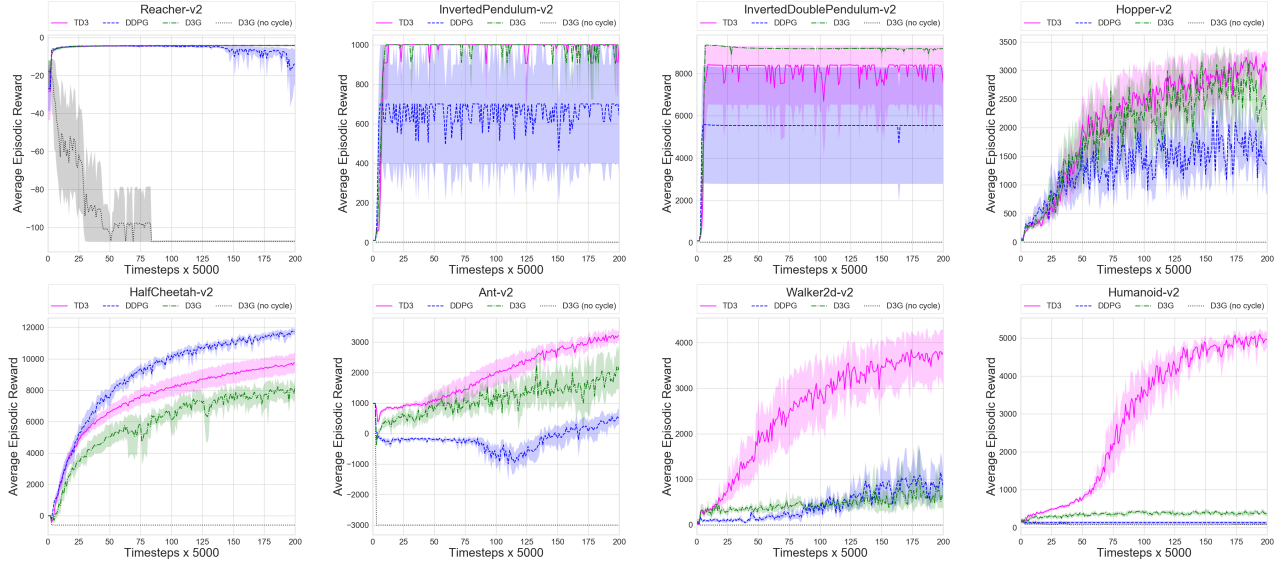 Reacher-v2
TD3 DDPG D3G D3G (no cycle)
Average Episodic Reward
0
−20
−40
−60
−80
−100
0 25 50 75 100 125 150 175 200
Timesteps x 5000
InvertedPendulum-v2
TD3 DDPG D3G D3G (no cycle)
Average Episodic Reward
1000
800
600
400
200
0
0 25 50 75 100 125 150 175 200
Timesteps x 5000
InvertedDoublePendulum-v2
TD3 DDPG D3G D3G (no cycle)
Average Episodic Reward
8000
6000
4000
2000
0
0 25 50 75 100 125 150 175 200
Timesteps x 5000
Hopper-v2
TD3 DDPG D3G D3G (no cycle)
Average Episodic Reward
3500
3000
2500
2000
1500
1000
500
0
0 25 50 75 100 125 150 175 200
Timesteps x 5000
HalfCheetah-v2
TD3 DDPG D3G D3G (no cycle)
Average Episodic Reward
12000
10000
8000
6000
4000
2000
0
0 25 50 75 100 125 150 175 200
Timesteps x 5000
Ant-v2
TD3 DDPG D3G D3G (no cycle)
Average Episodic Reward
3000
2000
1000
0
−1000
−2000
−3000
0 25 50 75 100 125 150 175 200
Timesteps x 5000
Walker2d-v2
TD3 DDPG D3G D3G (no cycle)
Average Episodic Reward
4000
3000
2000
1000
0
0 25 50 75 100 125 150 175 200
Timesteps x 5000
Humanoid-v2
TD3 DDPG D3G D3G (no cycle)
Average Episodic Reward
5000
4000
3000
2000
1000
0
0 25 50 75 100 125 150 175 200
Timesteps x 5000